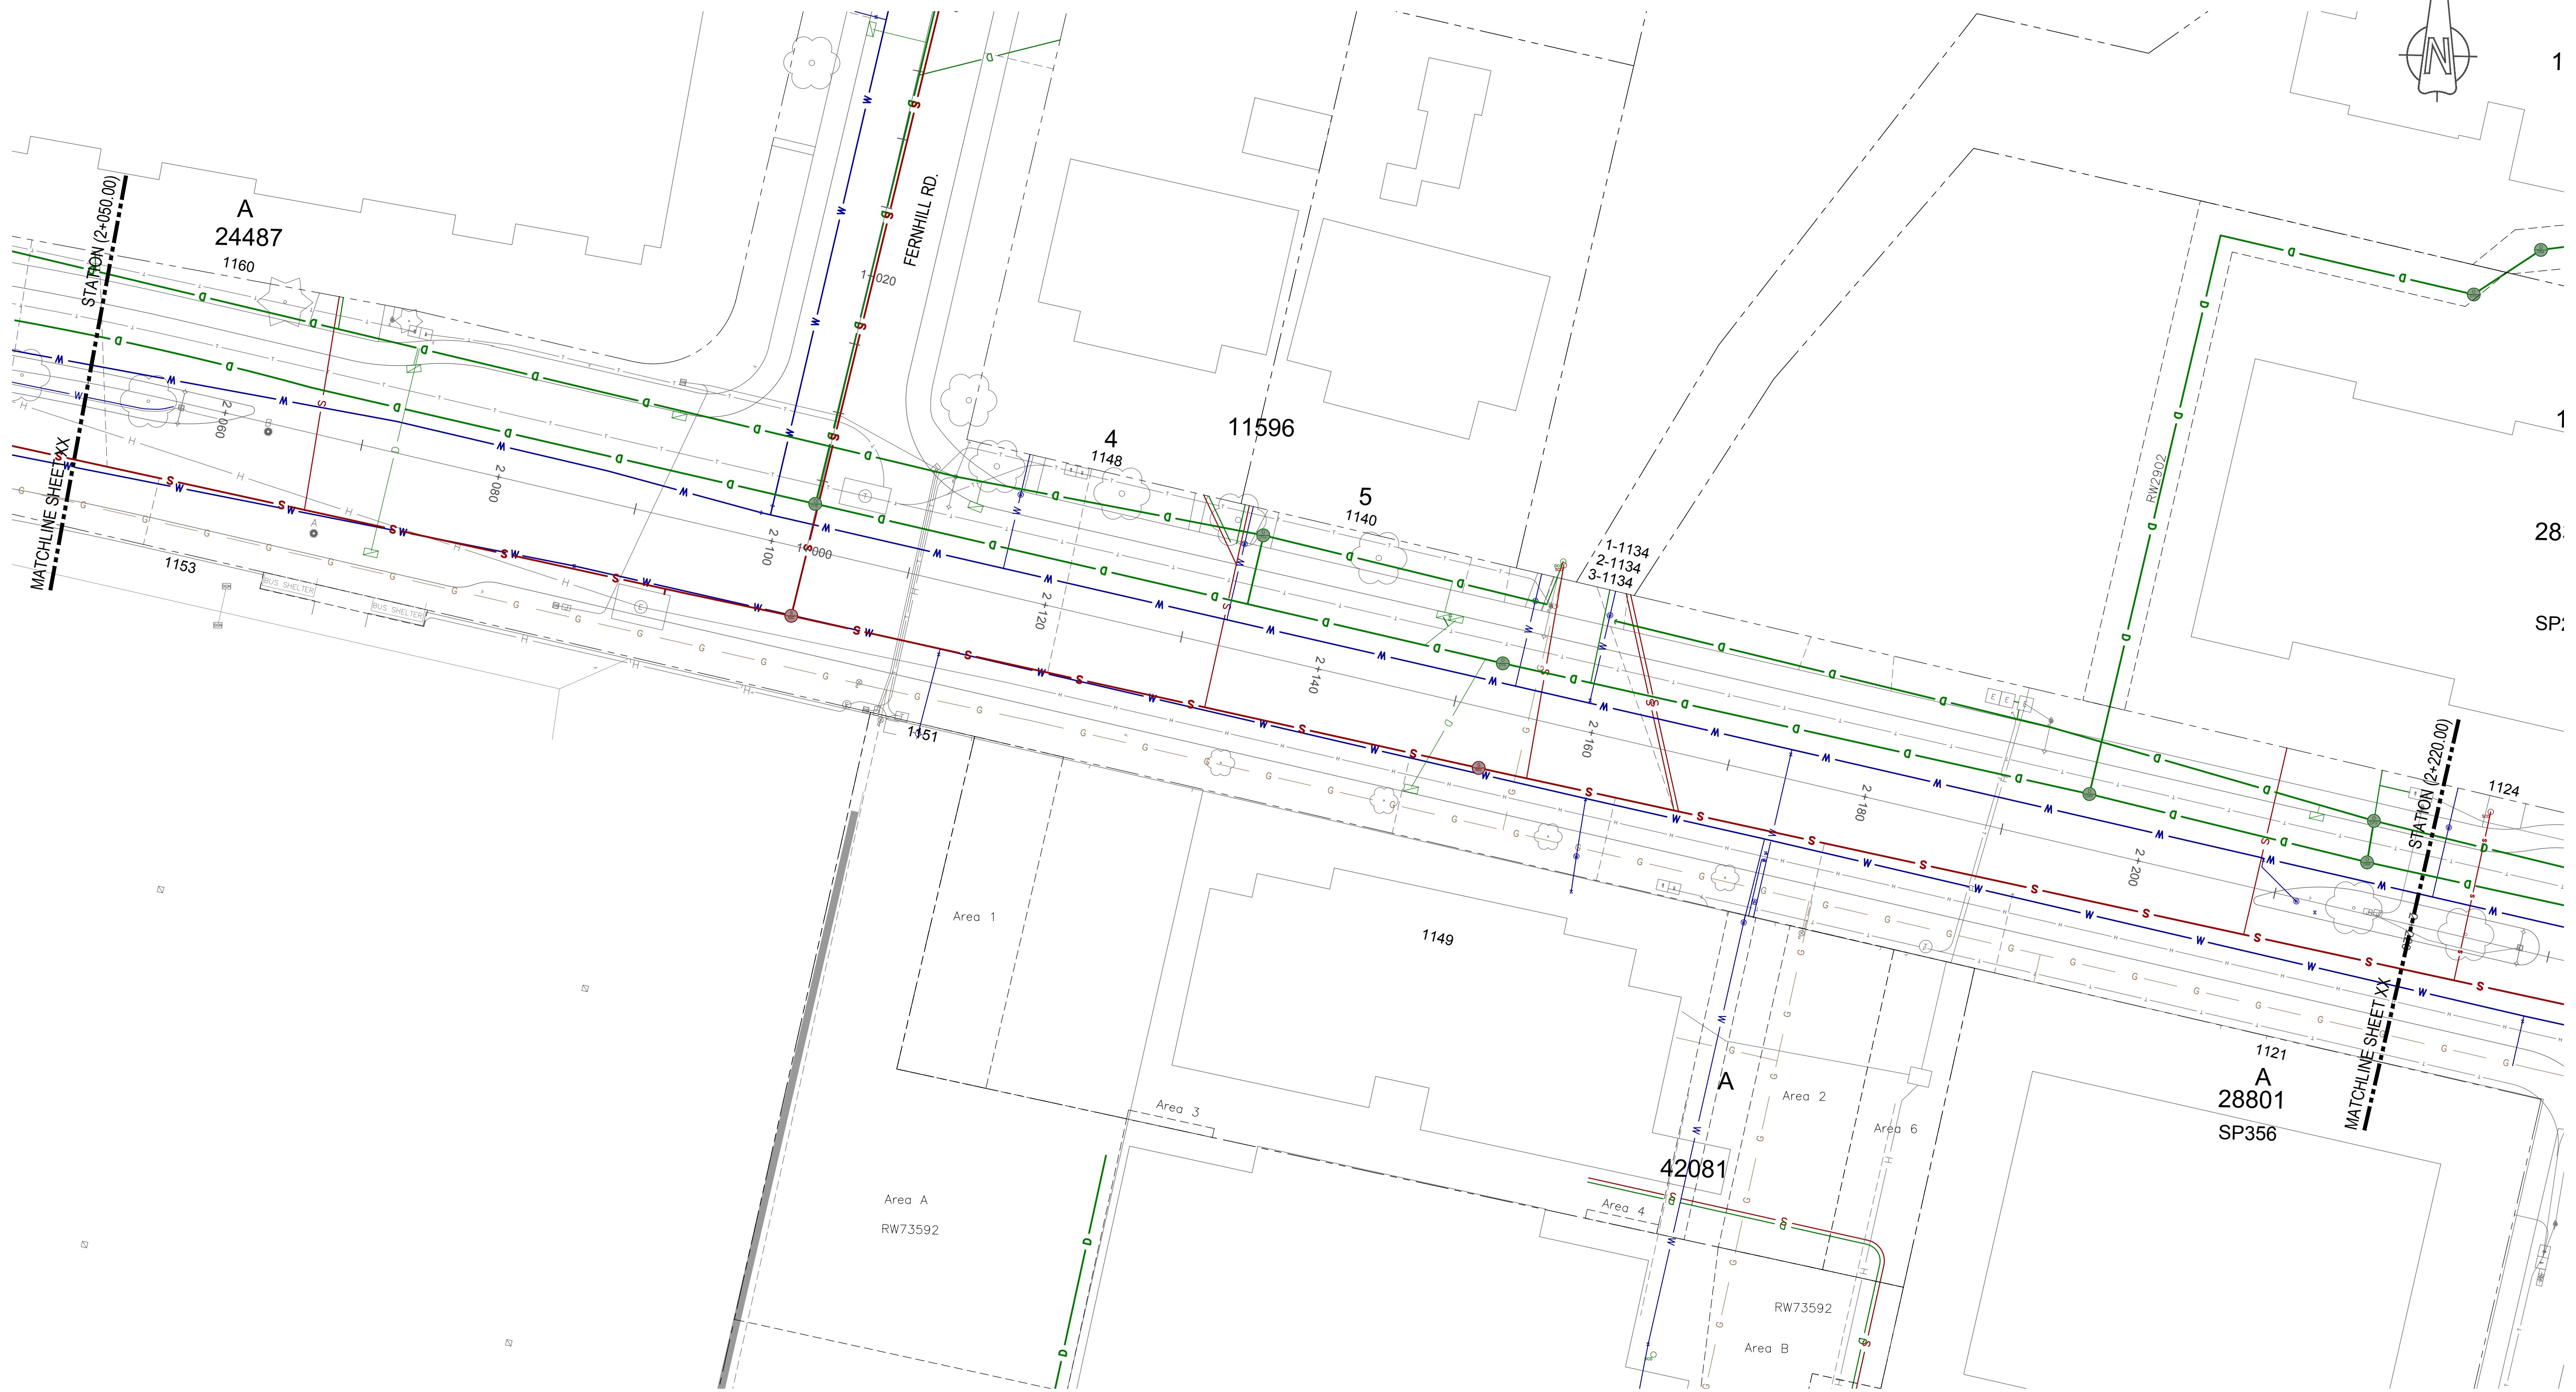 N
STATION (2+050.00)
MATCHLINE SHEET XX
A
24487
1160
FERNHILL RD.
1+020
1+000
2+060
2+080
2+100
2+120
2+140
2+160
2+180
2+200
4
1148
11596
5
1140
1-1134
2-1134
3-1134
RW2902
STATION (2+220.00)
MATCHLINE SHEET XX
1124
1153
BUS SHELTER
BUS SHELTER
1151
Area 1
1149
A
Area 2
Area 6
Area 3
42081
Area 4
Area A
RW73592
RW73592
Area B
1121
A
28801
SP356